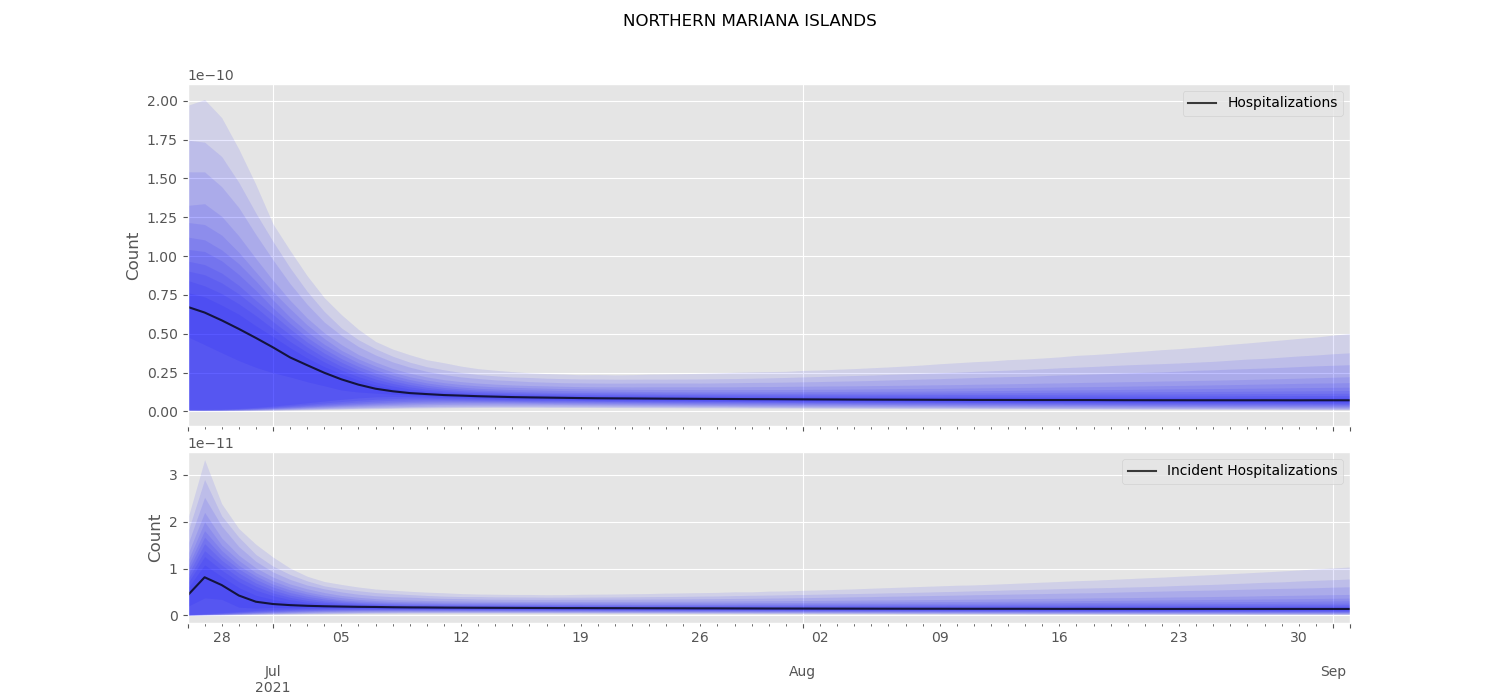 NORTHERN MARIANA ISLANDS
1e−10
2.00
1.75
1.50
1.25
1.00
0.75
0.50
0.25
0.00
Count
Hospitalizations
1e−11
3
2
1
0
Count
Incident Hospitalizations
28 05 12 19 26 02 09 16 23 30
Jul Aug Sep
2021